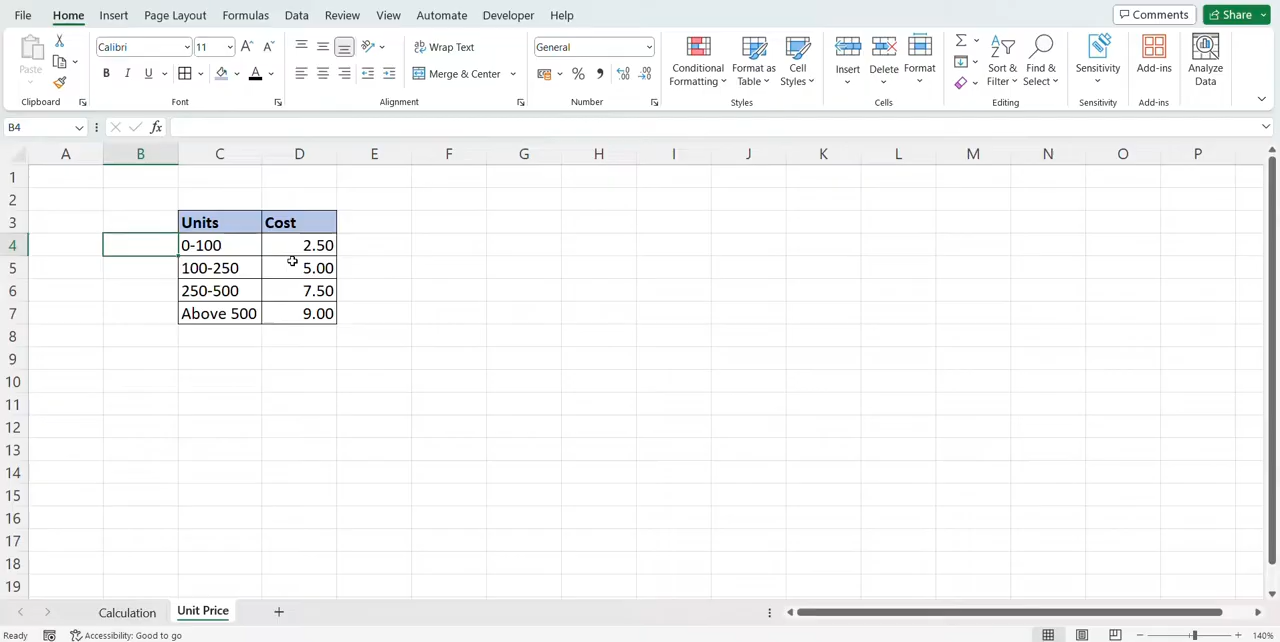 File Home Insert Page Layout Formulas Data Review View Automate Developer Help Comments Share
Paste Calibri 11 A A Wrap Text General Conditional Formatting Format as Table Cell Styles Insert Delete Format Sort & Filter Find & Select Sensitivity Add-ins Analyze Data
B I U A Merge & Center % 9
Clipboard Font Alignment Number Styles Cells Editing Sensitivity Add-ins
B4 fx
A B C D E F G H I J K L M N O P
1
2
3 Units Cost
4 0-100 2.50
5 100-250 5.00
6 250-500 7.50
7 Above 500 9.00
8
9
10
11
12
13
14
15
16
17
18
19
Calculation Unit Price
Ready Accessibility: Good to go 140%